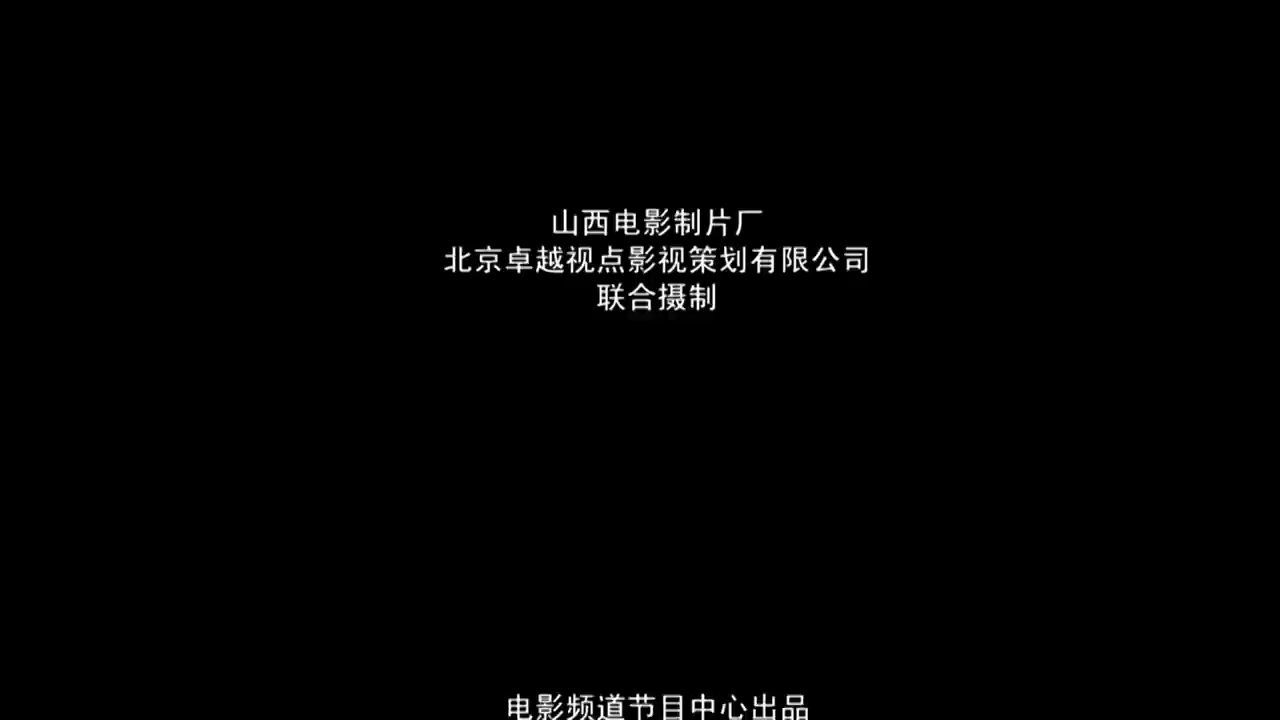 山西电影制片厂
北京卓越视点影视策划有限公司
联合摄制
电影频道节目中心出品